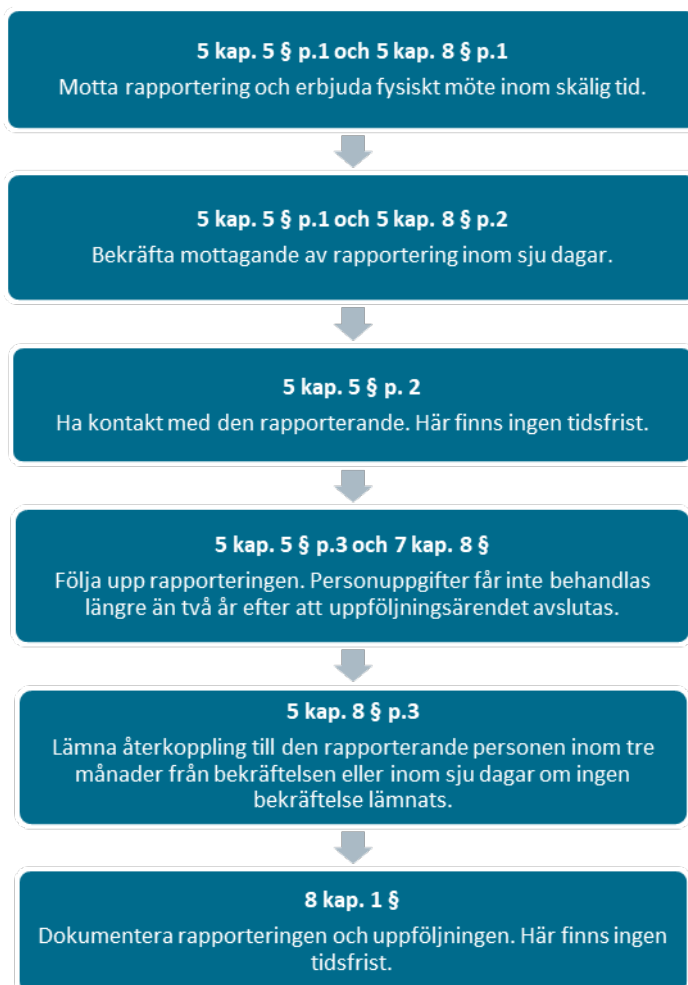 5 kap. 5 § p.1 och 5 kap. 8 § p.1
Motta rapportering och erbjuda fysiskt möte inom skälig tid.
5 kap. 5 § p.1 och 5 kap. 8 § p.2
Bekräfta mottagande av rapportering inom sju dagar.
5 kap. 5 § p. 2
Ha kontakt med den rapporterande. Här finns ingen tidsfrist.
5 kap. 5 § p.3 och 7 kap. 8 §
Följa upp rapporteringen. Personuppgifter får inte behandlas
längre än två år efter att uppföljningsärendet avslutas.
5 kap. 8 § p.3
Lämna återkoppling till den rapporterande personen inom tre
månader från bekräftelsen eller inom sju dagar om ingen
bekräftelse lämnats.
8 kap. 1 §
Dokumentera rapporteringen och uppföljningen. Här finns ingen
tidsfrist.